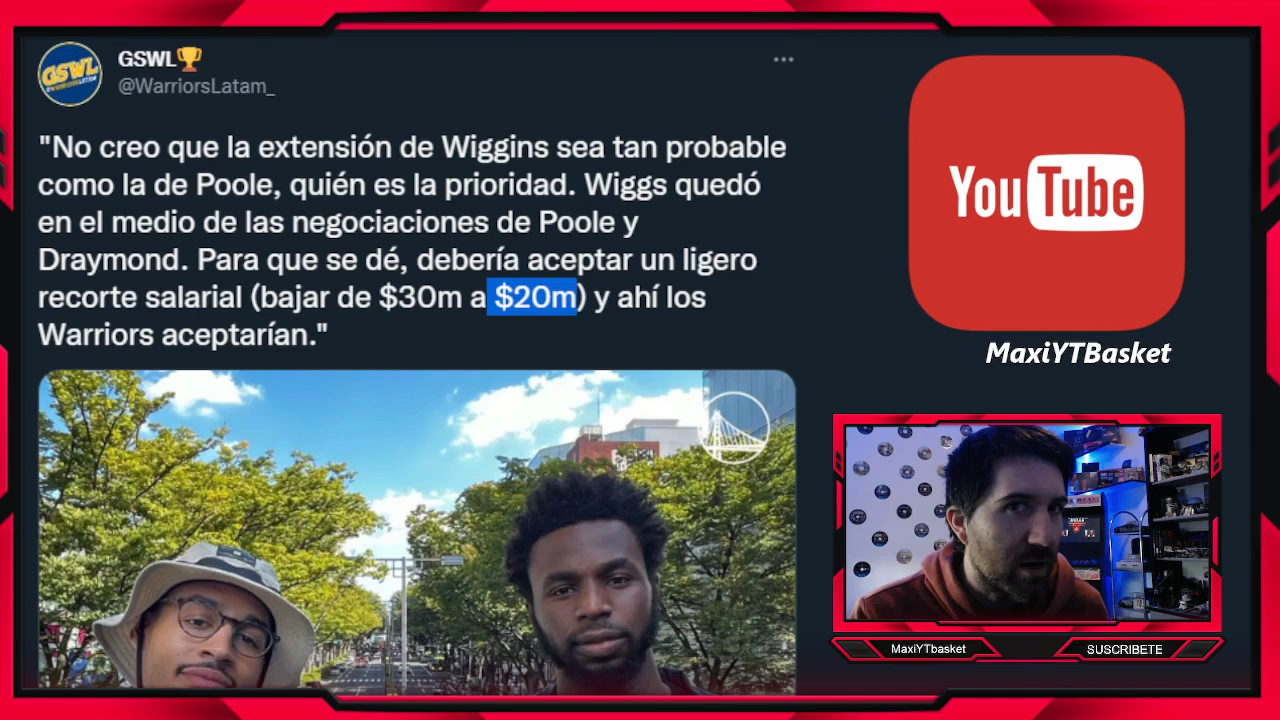 GSWL🏆
@WarriorsLatam_
"No creo que la extensión de Wiggins sea tan probable
como la de Poole, quién es la prioridad. Wiggs quedó
en el medio de las negociaciones de Poole y
Draymond. Para que se dé, debería aceptar un ligero
recorte salarial (bajar de $30m a $20m) y ahí los
Warriors aceptarían."
GSWL
YouTube
MaxiYTBasket
BULLS
MaxiYTbasket
SUSCRIBETE